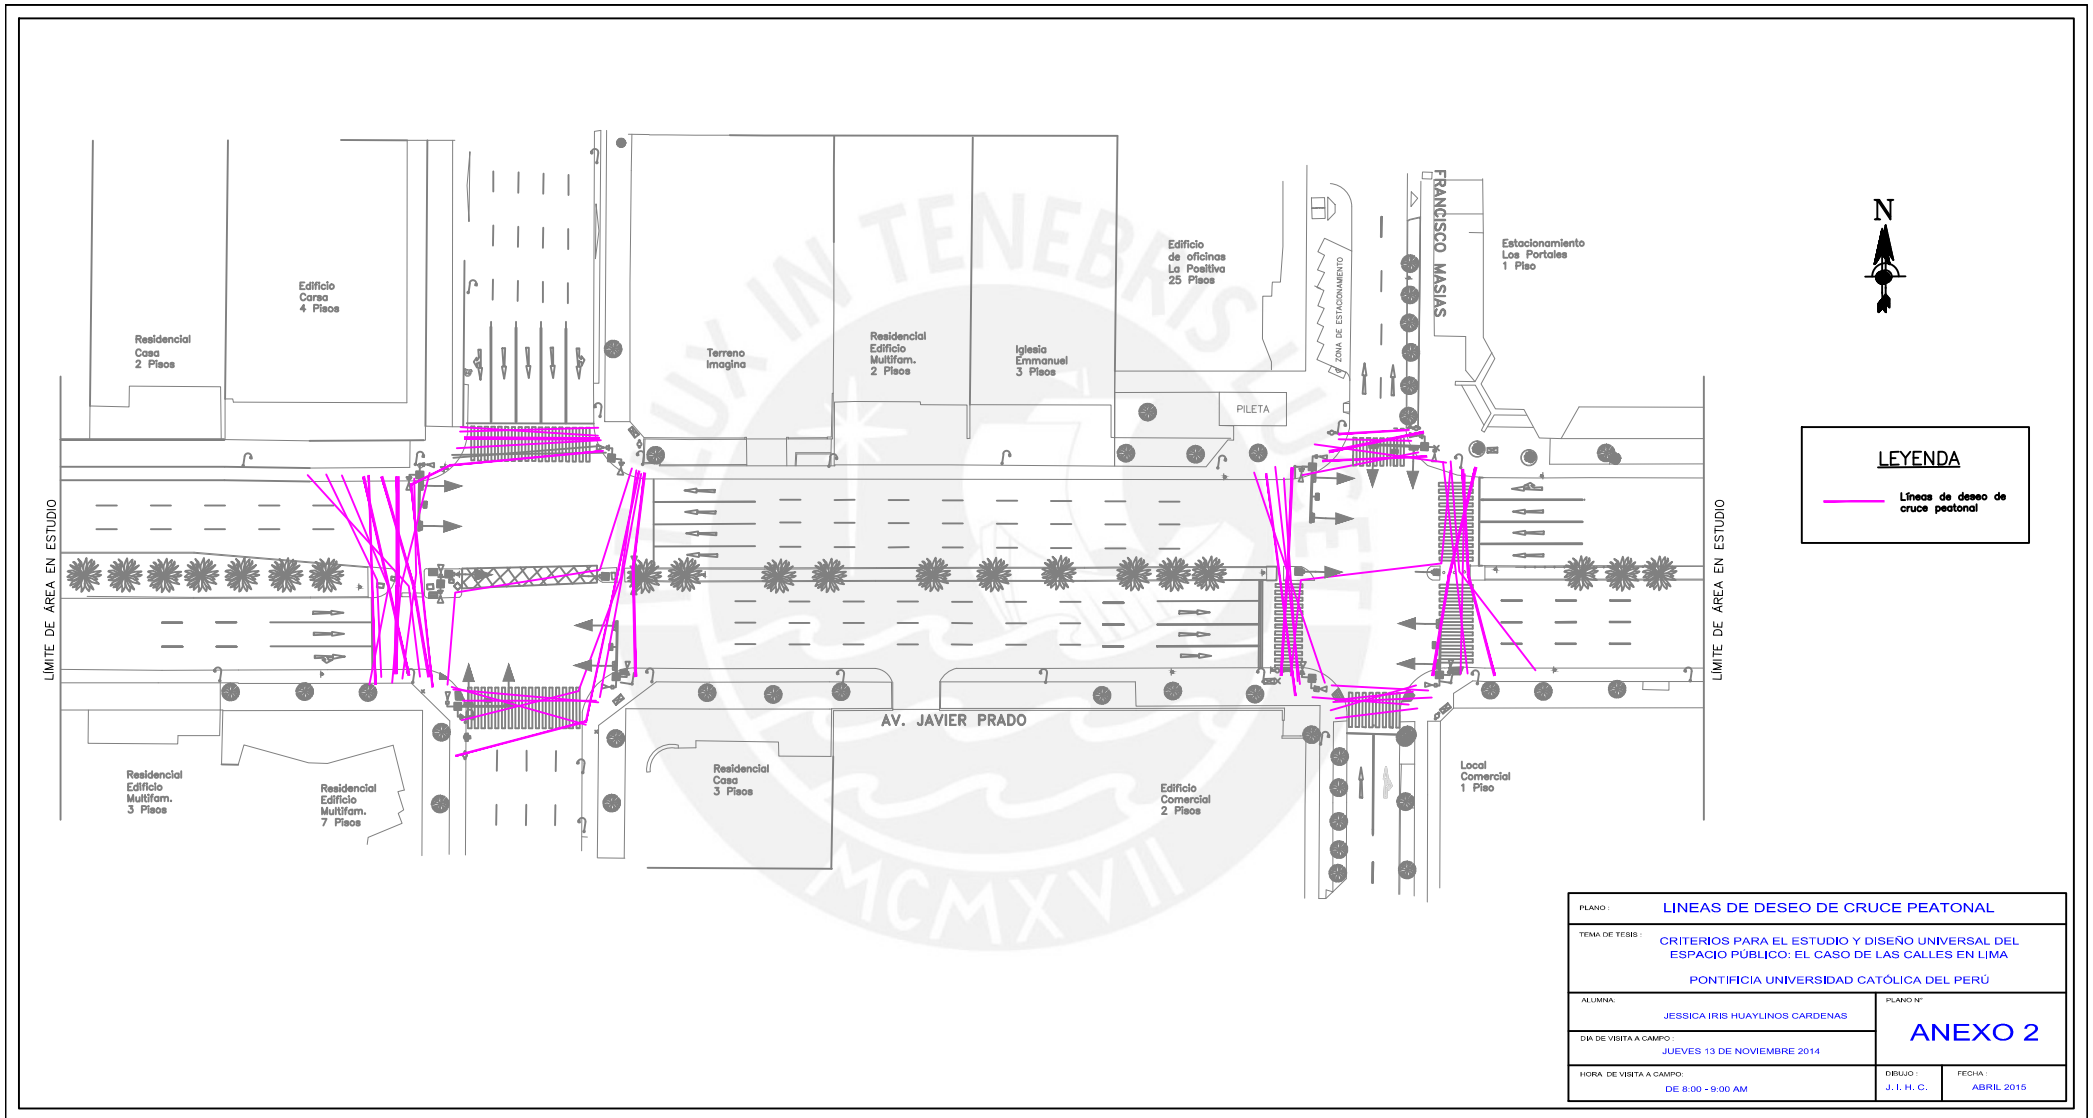 LUX IN TENEBRIS LUCET
MCMXVII
FRANCISCO MASIAS
Edificio
de oficinas
La Positiva
25 Pisos
Estacionamiento
Los Portales
1 Piso
N
ZONA DE ESTACIONAMIENTO
Edificio
Carsa
4 Pisos
Residencial
Casa
2 Pisos
Terreno
Imagina
Residencial
Edificio
Multifam.
2 Pisos
Iglesia
Emmanuel
3 Pisos
PILETA
LEYENDA
Líneas de deseo de
cruce peatonal
LÍMITE DE ÁREA EN ESTUDIO
LÍMITE DE ÁREA EN ESTUDIO
AV. JAVIER PRADO
Residencial
Edificio
Multifam.
3 Pisos
Residencial
Edificio
Multifam.
7 Pisos
Residencial
Casa
3 Pisos
Edificio
Comercial
2 Pisos
Local
Comercial
1 Piso
PLANO : LINEAS DE DESEO DE CRUCE PEATONAL
TEMA DE TESIS : CRITERIOS PARA EL ESTUDIO Y DISEÑO UNIVERSAL DEL
ESPACIO PÚBLICO: EL CASO DE LAS CALLES EN LIMA
PONTIFICIA UNIVERSIDAD CATÓLICA DEL PERÚ
ALUMNA:
JESSICA IRIS HUAYLINOS CARDENAS
PLANO N°
ANEXO 2
DIA DE VISITA A CAMPO :
JUEVES 13 DE NOVIEMBRE 2014
HORA DE VISITA A CAMPO:
DE 8:00 - 9:00 AM
DIBUJO :
J. I. H. C.
FECHA :
ABRIL 2015